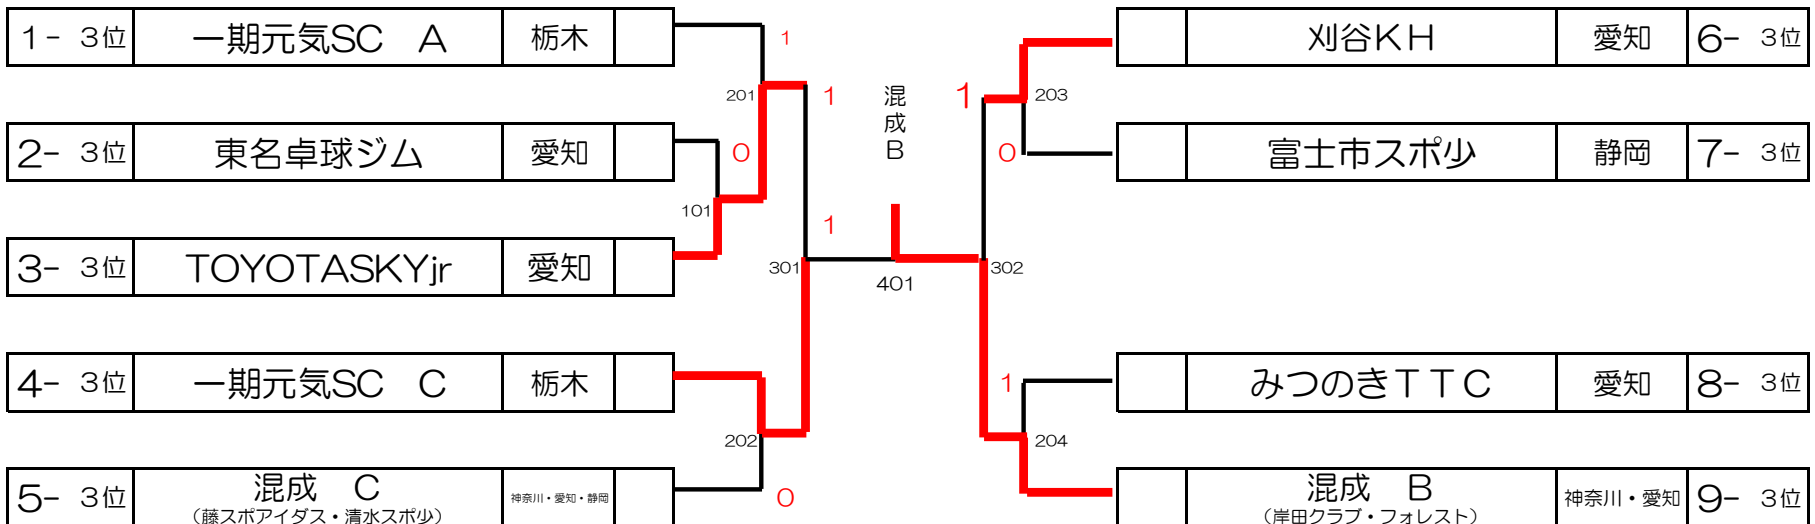 1- 3位 一期元気SC A 栃木
2- 3位 東名卓球ジム 愛知
3- 3位 TOYOTASKYjr 愛知
4- 3位 一期元気SC C 栃木
5- 3位 混成 C 神奈川・愛知・静岡
(藤スポアイダス・清水スポ少)
1
201
1
0
101
1
301
202
0
混成B
401
1
203
0
302
1
204
刈谷KH 愛知 6- 3位
富士市スポ少 静岡 7- 3位
みつのきTTC 愛知 8- 3位
混成 B 神奈川・愛知 9- 3位
(岸田クラブ・フォレスト)